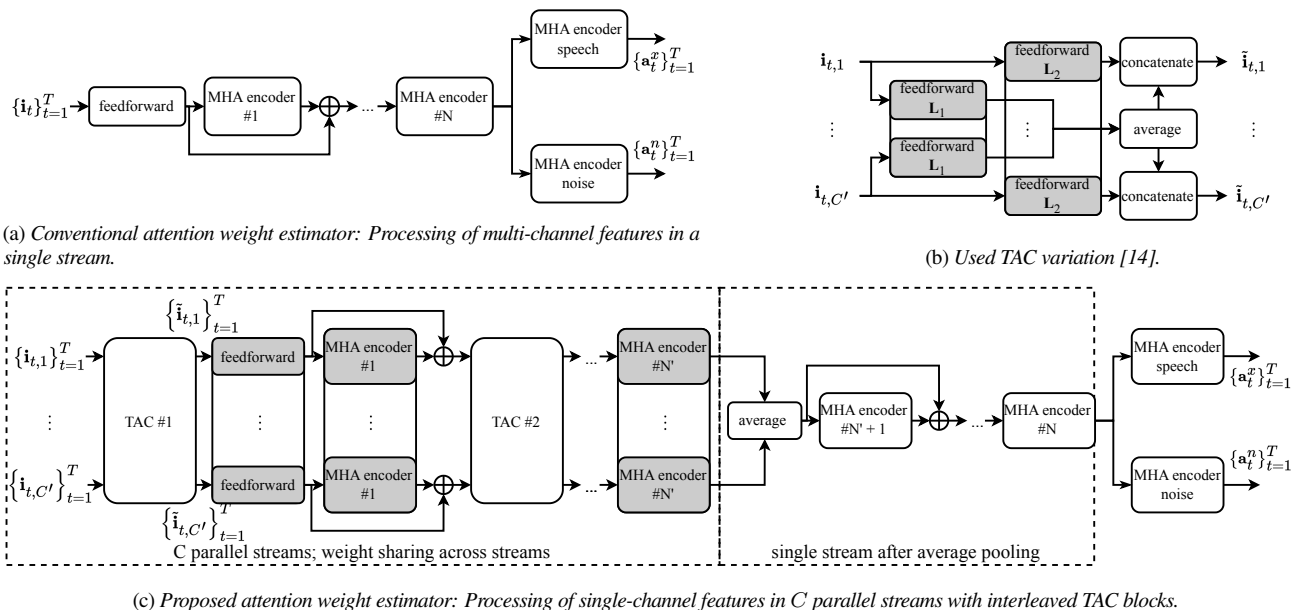 {i_t}_{t=1}^T
feedforward
MHA encoder
#1
...
MHA encoder
#N
MHA encoder
speech
{a_t^x}_{t=1}^T
{a_t^n}_{t=1}^T
MHA encoder
noise
(a) Conventional attention weight estimator: Processing of multi-channel features in a
single stream.
i_{t,1}
⋮
i_{t,C'}
feedforward
L_1
feedforward
L_1
feedforward
L_2
⋮
feedforward
L_2
concatenate
average
concatenate
ĩ_{t,1}
⋮
ĩ_{t,C'}
(b) Used TAC variation [14].
{i_{t,1}}_{t=1}^T
⋮
{i_{t,C'}}_{t=1}^T
TAC #1
{ĩ_{t,1}}_{t=1}^T
feedforward
⋮
feedforward
{ĩ_{t,C'}}_{t=1}^T
MHA encoder
#1
⋮
MHA encoder
#1
TAC #2
...
...
MHA encoder
#N'
⋮
MHA encoder
#N'
C parallel streams; weight sharing across streams
average
MHA encoder
#N' + 1
...
MHA encoder
#N
single stream after average pooling
MHA encoder
speech
{a_t^x}_{t=1}^T
{a_t^n}_{t=1}^T
MHA encoder
noise
(c) Proposed attention weight estimator: Processing of single-channel features in C parallel streams with interleaved TAC blocks.